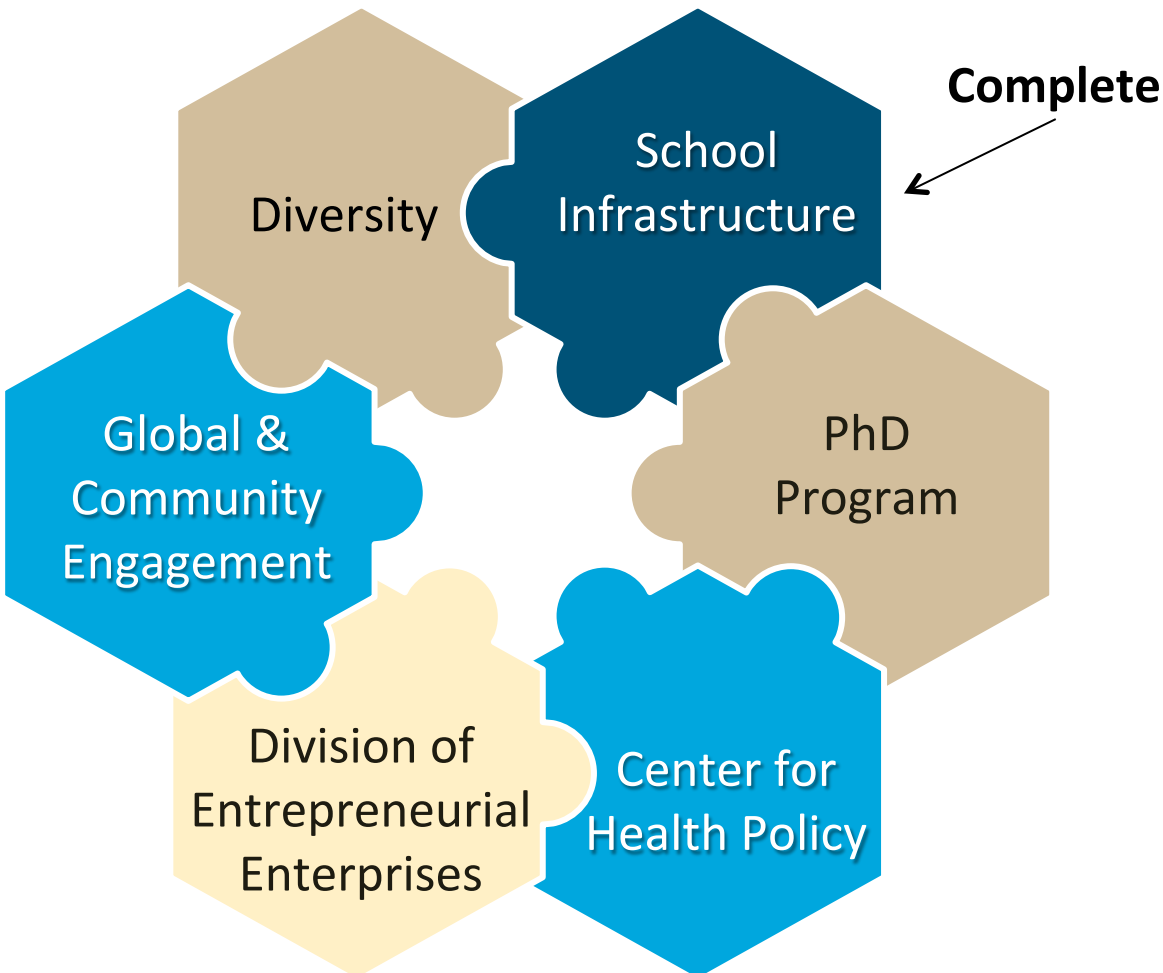 Complete
School
Infrastructure
Diversity
PhD
Program
Global &
Community
Engagement
Division of
Entrepreneurial
Enterprises
Center for
Health Policy